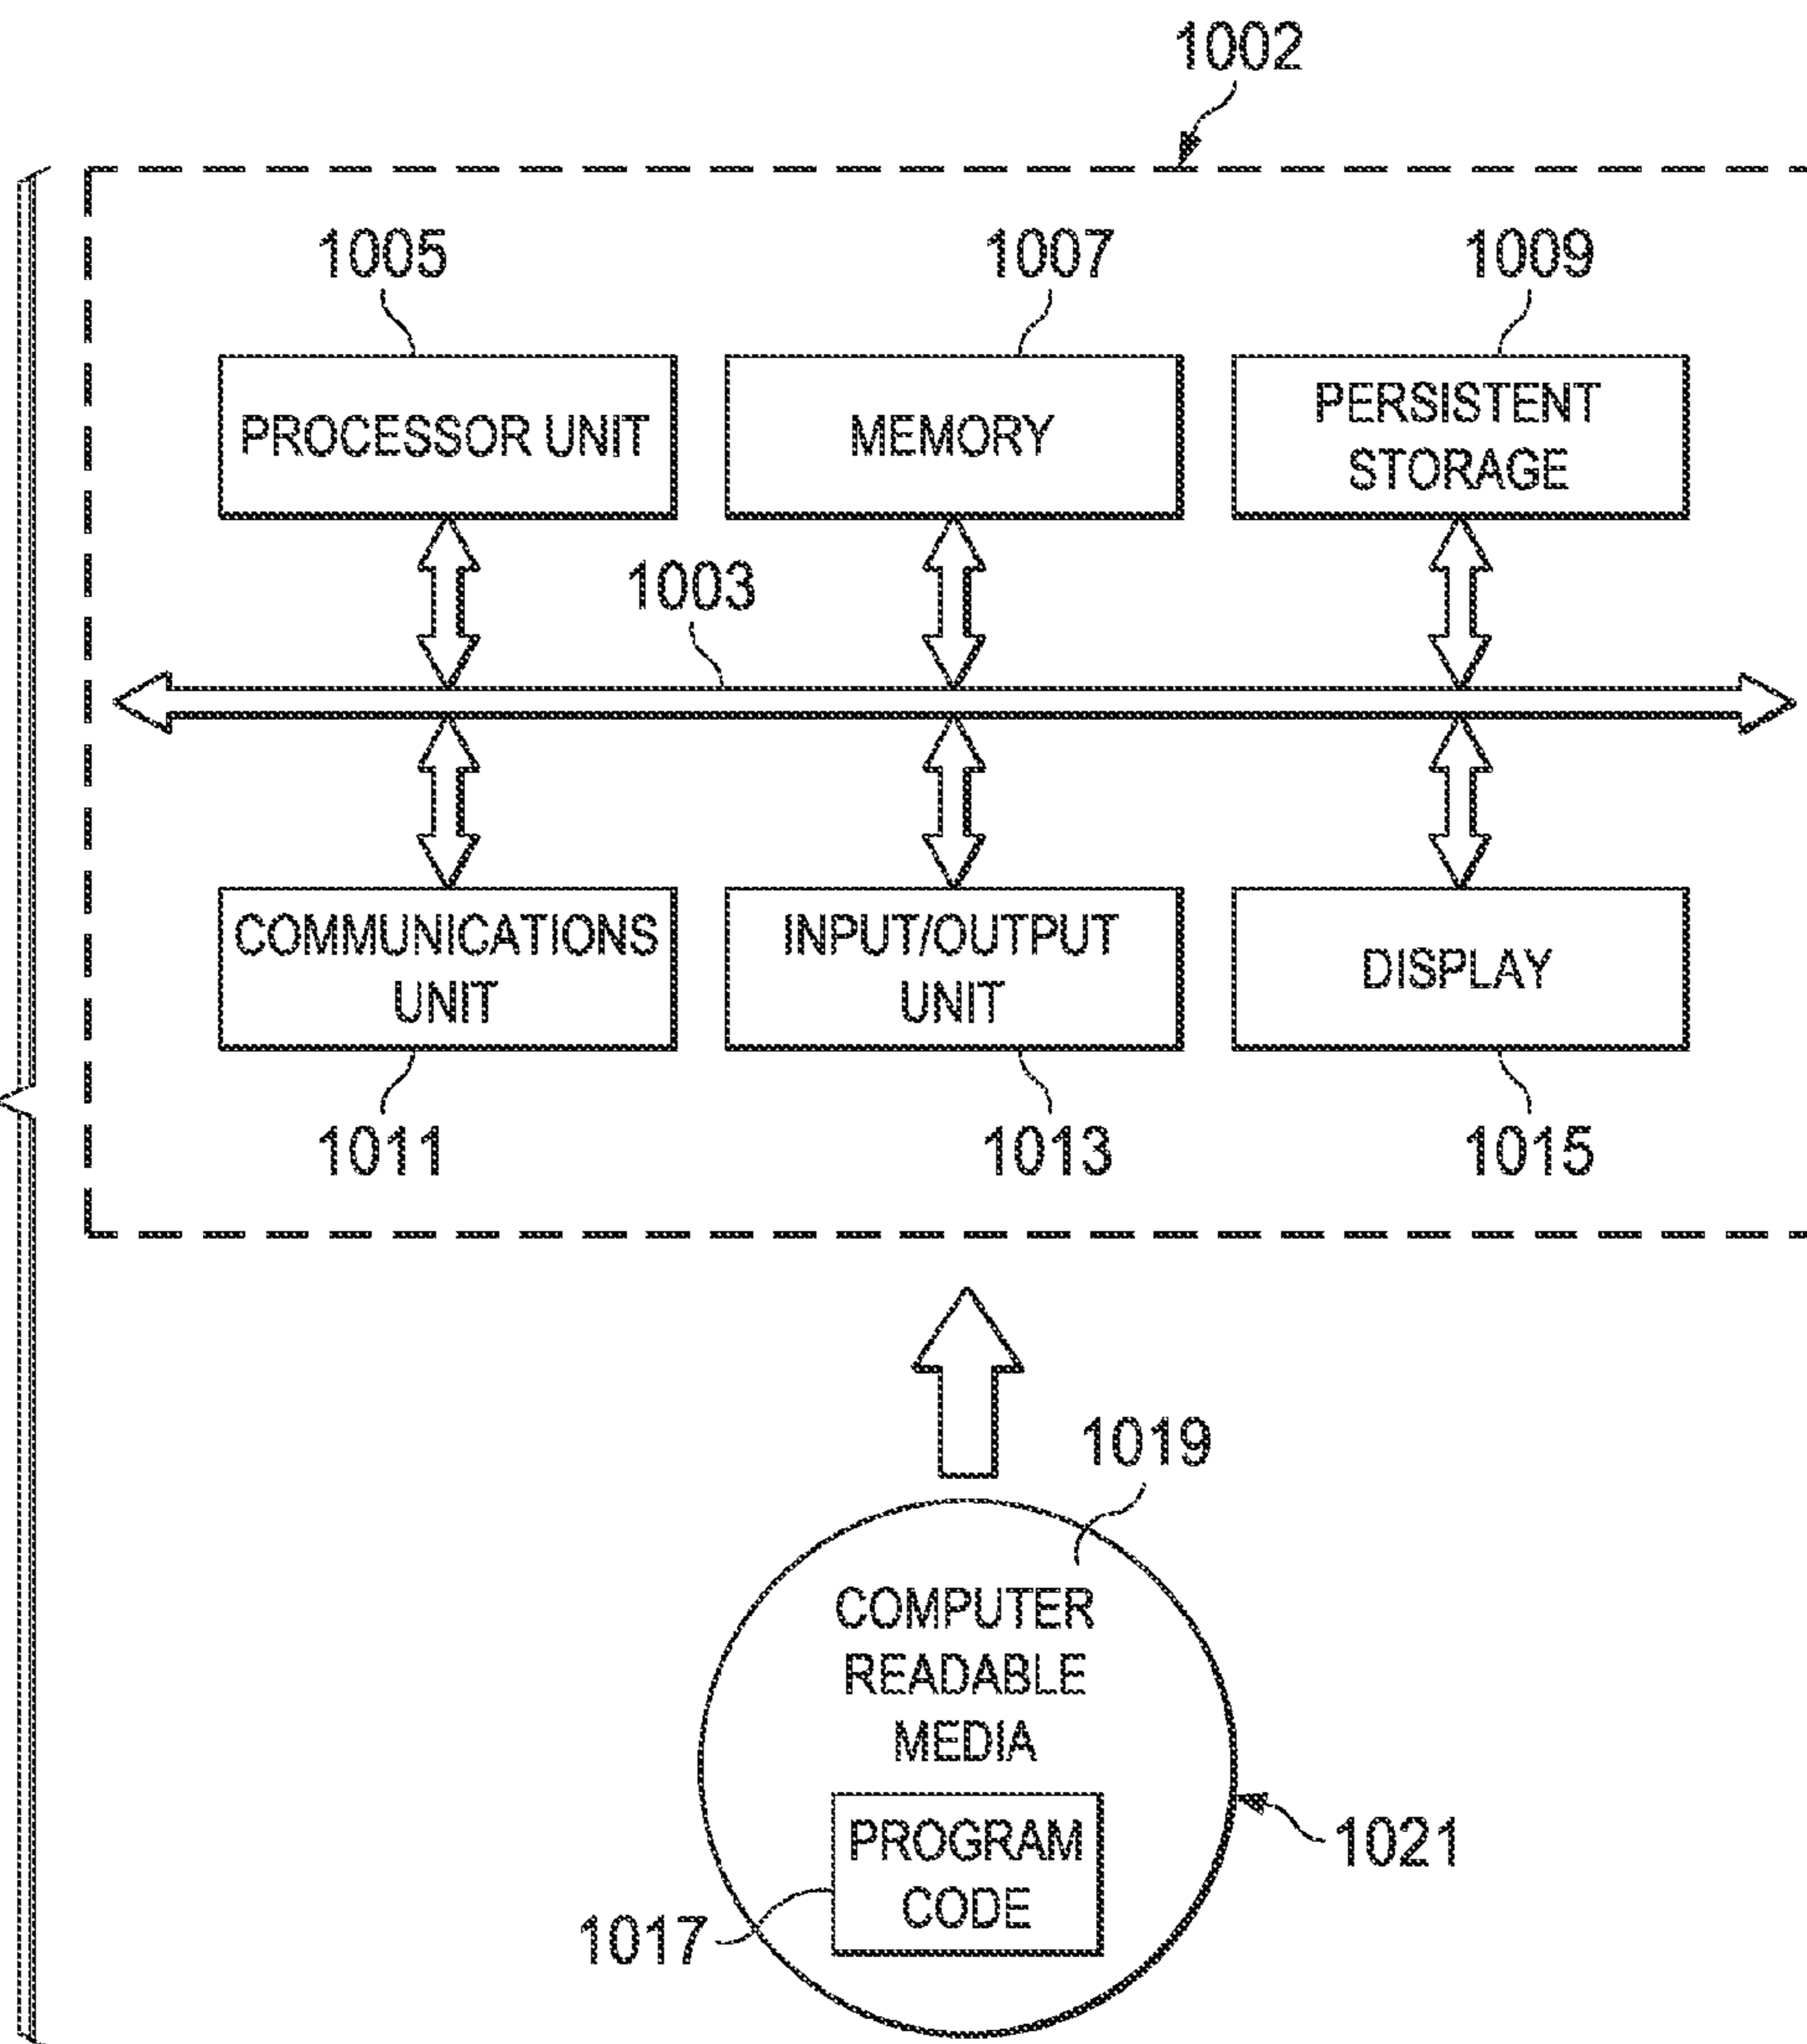 1002
1005
1007
1009
PROCESSOR UNIT
MEMORY
PERSISTENT
STORAGE
1003
COMMUNICATIONS
UNIT
INPUT/OUTPUT
UNIT
DISPLAY
1011
1013
1015
1019
COMPUTER
READABLE
MEDIA
PROGRAM
CODE
1021
1017